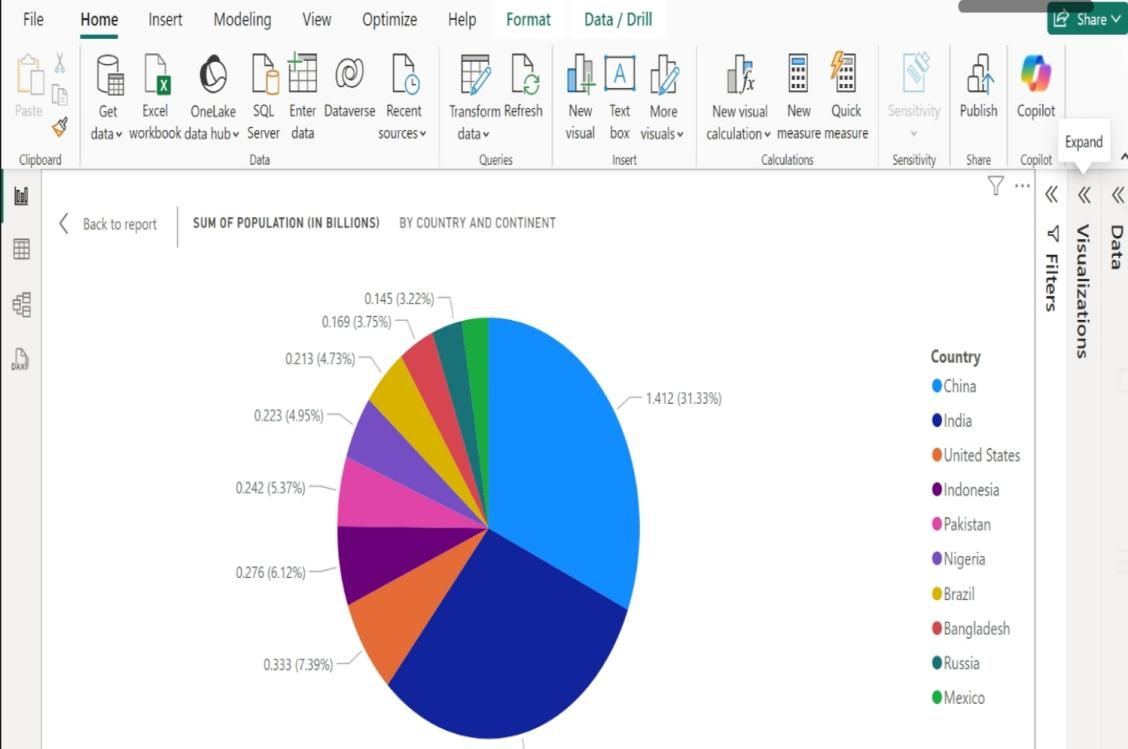 File Home Insert Modeling View Optimize Help Format Data / Drill Share
Paste Get data Excel workbook OneLake data hub SQL Server Enter data Dataverse Recent sources Transform data Refresh New visual Text box More visuals New visual calculation New measure Quick measure Sensitivity Publish Copilot
Clipboard Data Queries Insert Calculations Sensitivity Share Copilot
Expand
Back to report SUM OF POPULATION (IN BILLIONS) BY COUNTRY AND CONTINENT
Filters
Visualizations
Data
DAX
0.145 (3.22%)
0.169 (3.75%)
0.213 (4.73%)
0.223 (4.95%)
0.242 (5.37%)
0.276 (6.12%)
0.333 (7.39%)
1.412 (31.33%)
Country
China
India
United States
Indonesia
Pakistan
Nigeria
Brazil
Bangladesh
Russia
Mexico